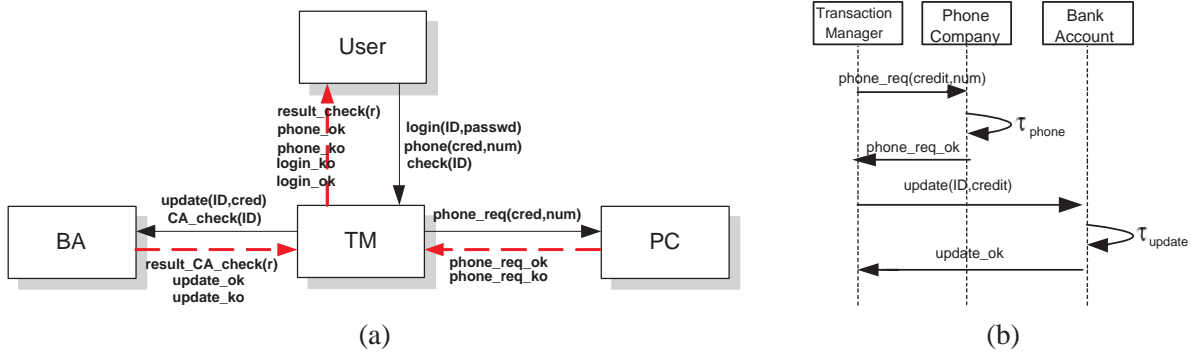 User
result_check(r)
phone_ok
phone_ko
login_ko
login_ok
login(ID,passwd)
phone(cred,num)
check(ID)
update(ID,cred)
CA_check(ID)
phone_req(cred,num)
BA
TM
PC
result_CA_check(r)
update_ok
update_ko
phone_req_ok
phone_req_ko
(a)
Transaction
Manager
Phone
Company
Bank
Account
phone_req(credit,num)
τphone
phone_req_ok
update(ID,credit)
τupdate
update_ok
(b)